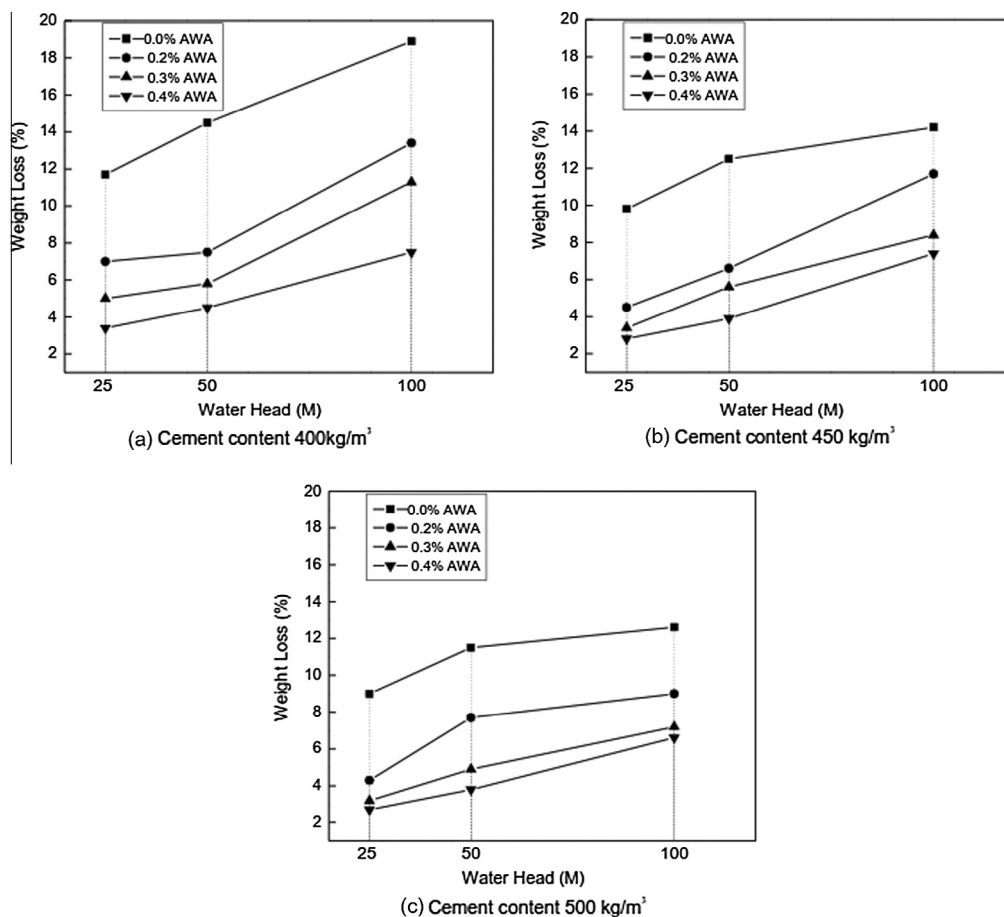 20
18
16
14
12
10
8
6
4
2
Weight Loss (%)
0.0% AWA
0.2% AWA
0.3% AWA
0.4% AWA
25 50 100
Water Head (M)
(a) Cement content 400kg/m³
20
18
16
14
12
10
8
6
4
2
Weight Loss (%)
0.0% AWA
0.2% AWA
0.3% AWA
0.4% AWA
25 50 100
Water Head (M)
(b) Cement content 450 kg/m³
20
18
16
14
12
10
8
6
4
2
Weight Loss (%)
0.0% AWA
0.2% AWA
0.3% AWA
0.4% AWA
25 50 100
Water Head (M)
(c) Cement content 500 kg/m³